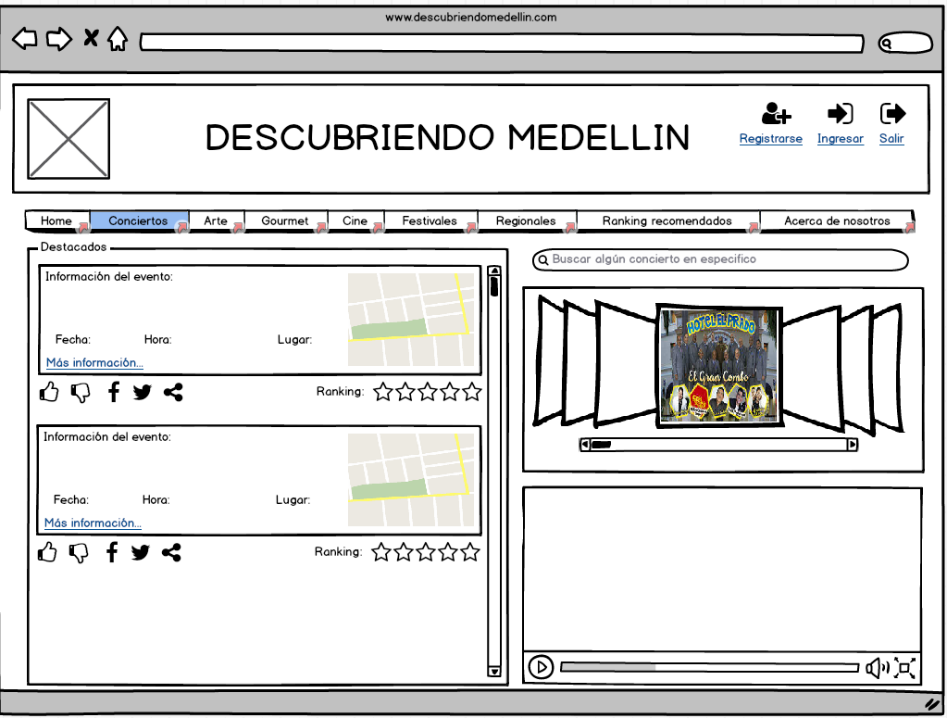 www.descubriendomedellin.com
DESCUBRIENDO MEDELLIN
Registrarse Ingresar Salir
Home Conciertos Arte Gourmet Cine Festivales Regionales Ranking recomendados Acerca de nosotros
Destacados
Información del evento:
Fecha: Hora: Lugar:
Más información...
Ranking:
Información del evento:
Fecha: Hora: Lugar:
Más información...
Ranking:
Buscar algún concierto en especifico
HOTEL EL PRADO
El Gran Combo